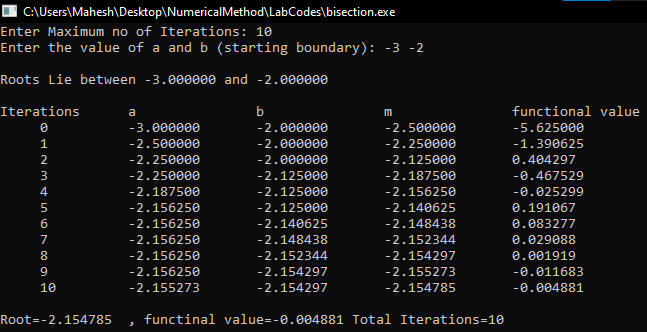 C:\Users\Mahesh\Desktop\NumericalMethod\LabCodes\bisection.exe
Enter Maximum no of Iterations: 10
Enter the value of a and b (starting boundary): -3 -2
Roots Lie between -3.000000 and -2.000000
Iterations a b m functional value
0 -3.000000 -2.000000 -2.500000 -5.625000
1 -2.500000 -2.000000 -2.250000 -1.390625
2 -2.250000 -2.000000 -2.125000 0.404297
3 -2.250000 -2.125000 -2.187500 -0.467529
4 -2.187500 -2.125000 -2.156250 -0.025299
5 -2.156250 -2.125000 -2.140625 0.191067
6 -2.156250 -2.140625 -2.148438 0.083277
7 -2.156250 -2.148438 -2.152344 0.029088
8 -2.156250 -2.152344 -2.154297 0.001919
9 -2.156250 -2.154297 -2.155273 -0.011683
10 -2.155273 -2.154297 -2.154785 -0.004881
Root=-2.154785 , functinal value=-0.004881 Total Iterations=10